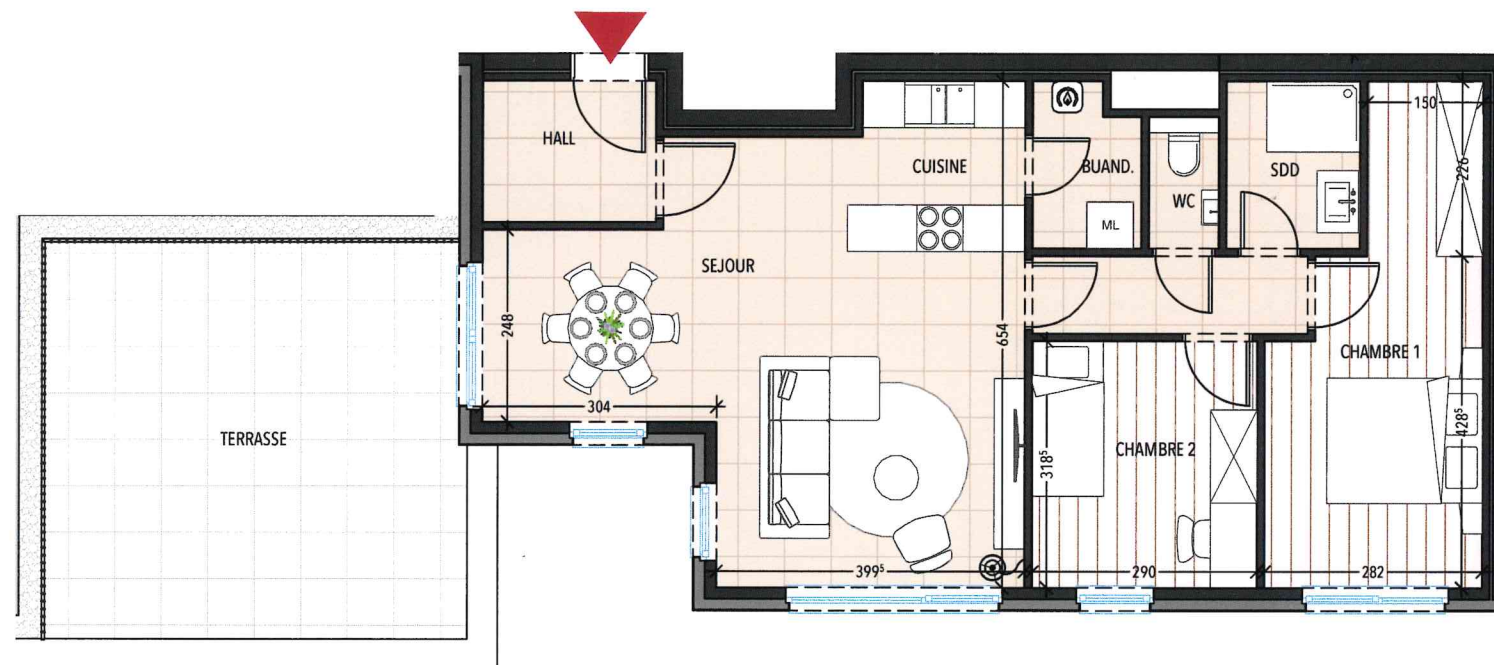 HALL
CUISINE
BUAND.
WC
SDD
150
226
ML
SEJOUR
248
654
304
TERRASSE
CHAMBRE 1
CHAMBRE 2
318⁵
428⁵
399⁵
290
282